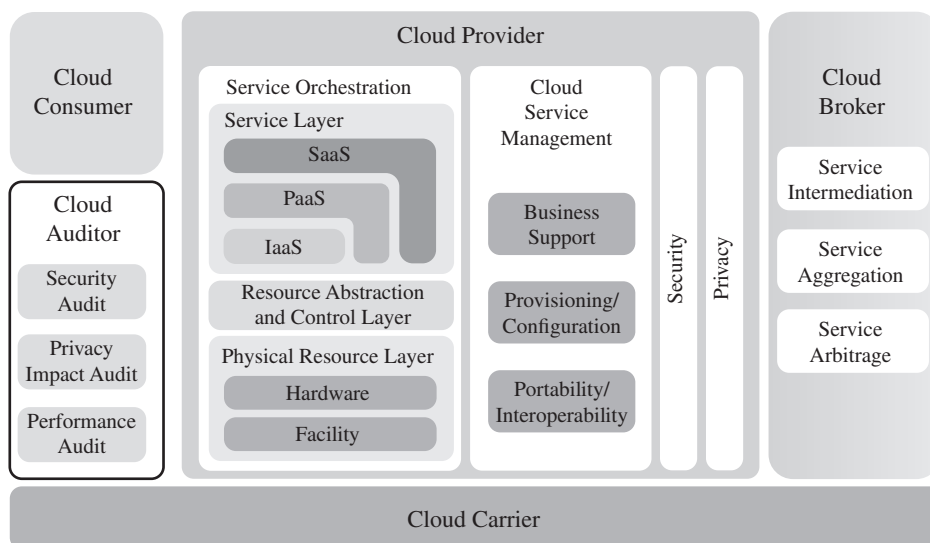 Cloud
Consumer
Cloud
Auditor
Security
Audit
Privacy
Impact Audit
Performance
Audit
Cloud Provider
Service Orchestration
Service Layer
SaaS
PaaS
IaaS
Resource Abstraction
and Control Layer
Physical Resource Layer
Hardware
Facility
Cloud
Service
Management
Business
Support
Provisioning/
Configuration
Portability/
Interoperability
Security
Privacy
Cloud
Broker
Service
Intermediation
Service
Aggregation
Service
Arbitrage
Cloud Carrier